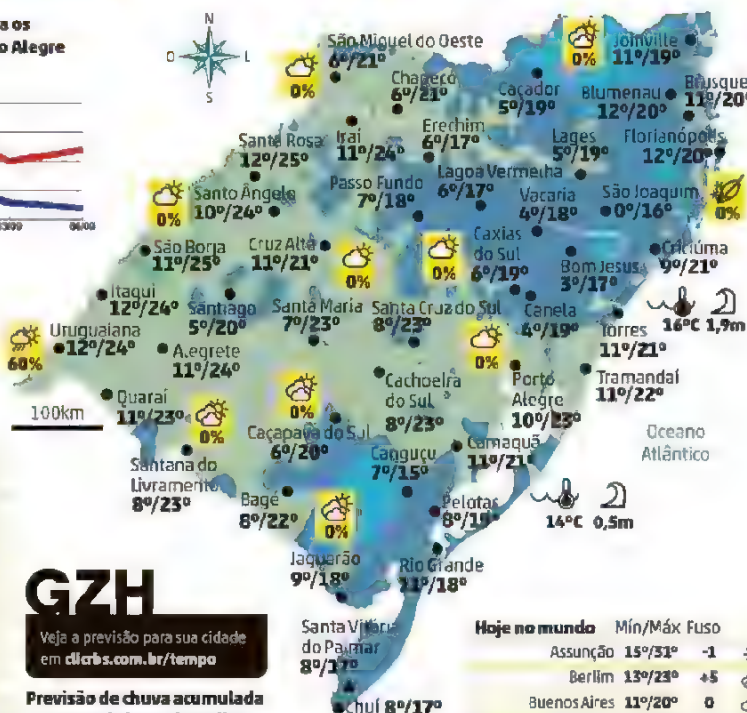 a os
o Alegre
03h00 06h00
N
O L
S
São Miguel do Oeste
6º/21º
0%
Chapecó
6º/21º
Caçador
5º/19º
0%
Joinville
11º/19º
Blumenau
12º/20º
Brusque
11º/20º
Santa Rosa
12º/25º
Iraí
11º/24º
Erechim
6º/17º
Lages
5º/19º
Florianópolis
12º/20º
Santo Ângelo
10º/24º
0%
Passo Fundo
7º/18º
Lagoa Vermelha
6º/17º
Vacaria
4º/18º
São Joaquim
0º/16º
0%
São Borja
11º/25º
Cruz Alta
11º/21º
0%
0%
Caxias
do Sul
6º/19º
Bom Jesus
3º/17º
Criciúma
9º/21º
Itaqui
12º/24º
Santiago
5º/20º
Santa Maria
7º/23º
Santa Cruz do Sul
8º/23º
Canela
4º/19º
16ºC 1,9m
Torres
11º/21º
60%
Uruguaiana
12º/24º
Alegrete
11º/24º
0%
Quaraí
11º/23º
100km
0%
0%
Cachoeira
do Sul
8º/23º
Porto
Alegre
10º/23º
Tramandaí
11º/22º
Caçapava do Sul
6º/20º
Camaquã
11º/21º
Oceano
Atlântico
Santana do
Livramento
8º/23º
Canguçu
7º/15º
Bagé
8º/22º
0%
Pelotas
8º/19º
14ºC 0,5m
Jaguarão
9º/18º
Rio Grande
11º/18º
GZH
Veja a previsão para sua cidade
em clicrbs.com.br/tempo
Santa Vitória
do Palmar
8º/17º
Chuí 8º/17º
Previsão de chuva acumulada
Hoje no mundo Mín/Máx Fuso
Assunção 15º/31º -1
Berlim 13º/23º +5
Buenos Aires 11º/20º 0